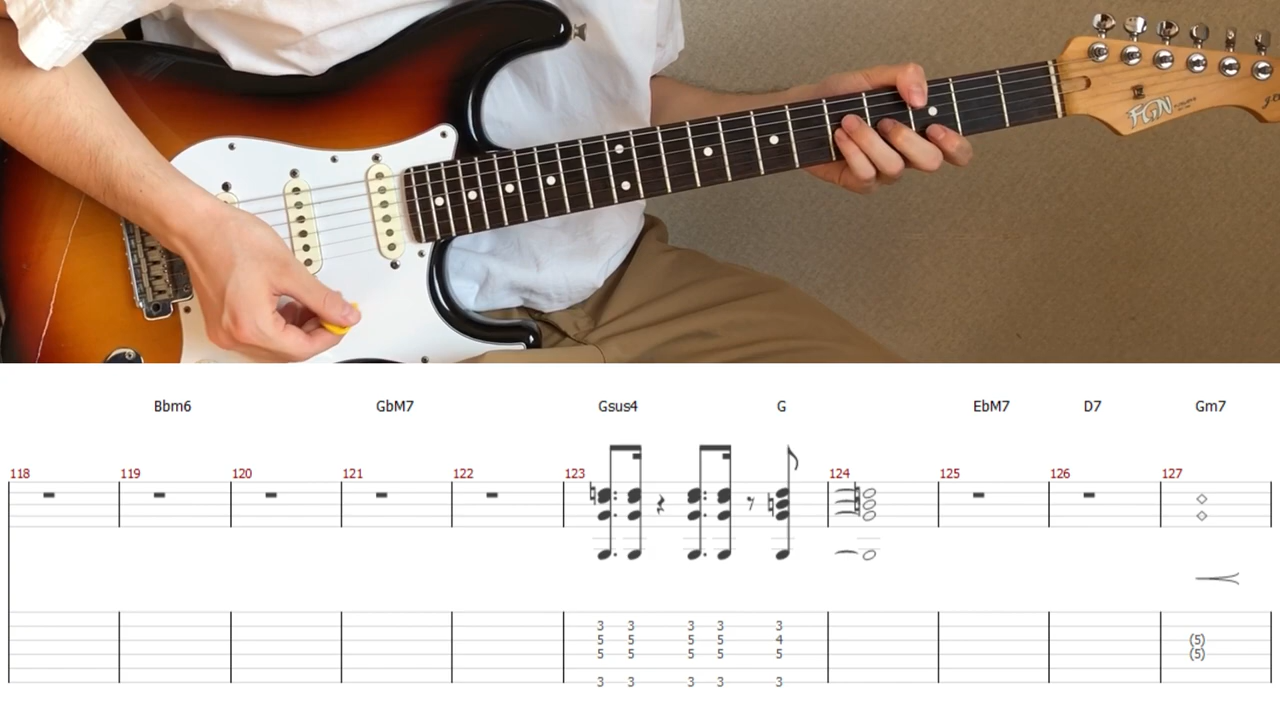 FGN
Bbm6 GbM7 Gsus4 G EbM7 D7 Gm7
118 119 120 121 122 123 124 125 126 127
3 3 3 3 3
5 5 5 5 4 (5)
5 5 5 5 5 (5)
3 3 3 3 3